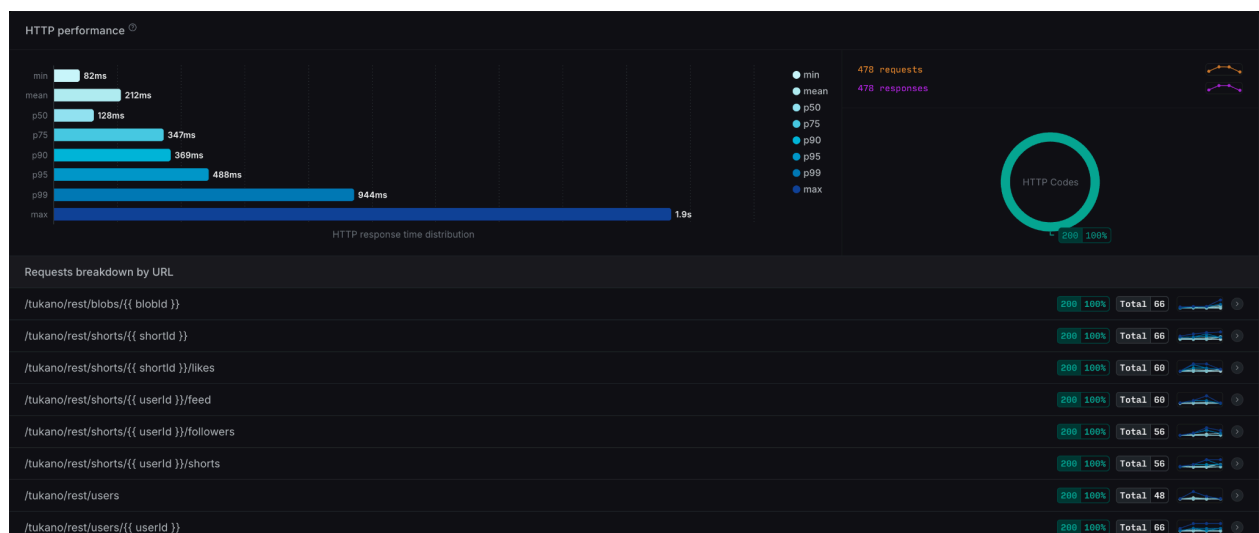 HTTP performance
min 82ms
mean 212ms
p50 128ms
p75 347ms
p90 369ms
p95 488ms
p99 944ms
max 1.9s
HTTP response time distribution
min
mean
p50
p75
p90
p95
p99
max
478 requests
478 responses
HTTP Codes
200 100%
Requests breakdown by URL
/tukano/rest/blobs/{{ blobId }} 200 100% Total 66
/tukano/rest/shorts/{{ shortId }} 200 100% Total 66
/tukano/rest/shorts/{{ shortId }}/likes 200 100% Total 60
/tukano/rest/shorts/{{ userId }}/feed 200 100% Total 60
/tukano/rest/shorts/{{ userId }}/followers 200 100% Total 56
/tukano/rest/shorts/{{ userId }}/shorts 200 100% Total 56
/tukano/rest/users 200 100% Total 48
/tukano/rest/users/{{ userId }} 200 100% Total 66